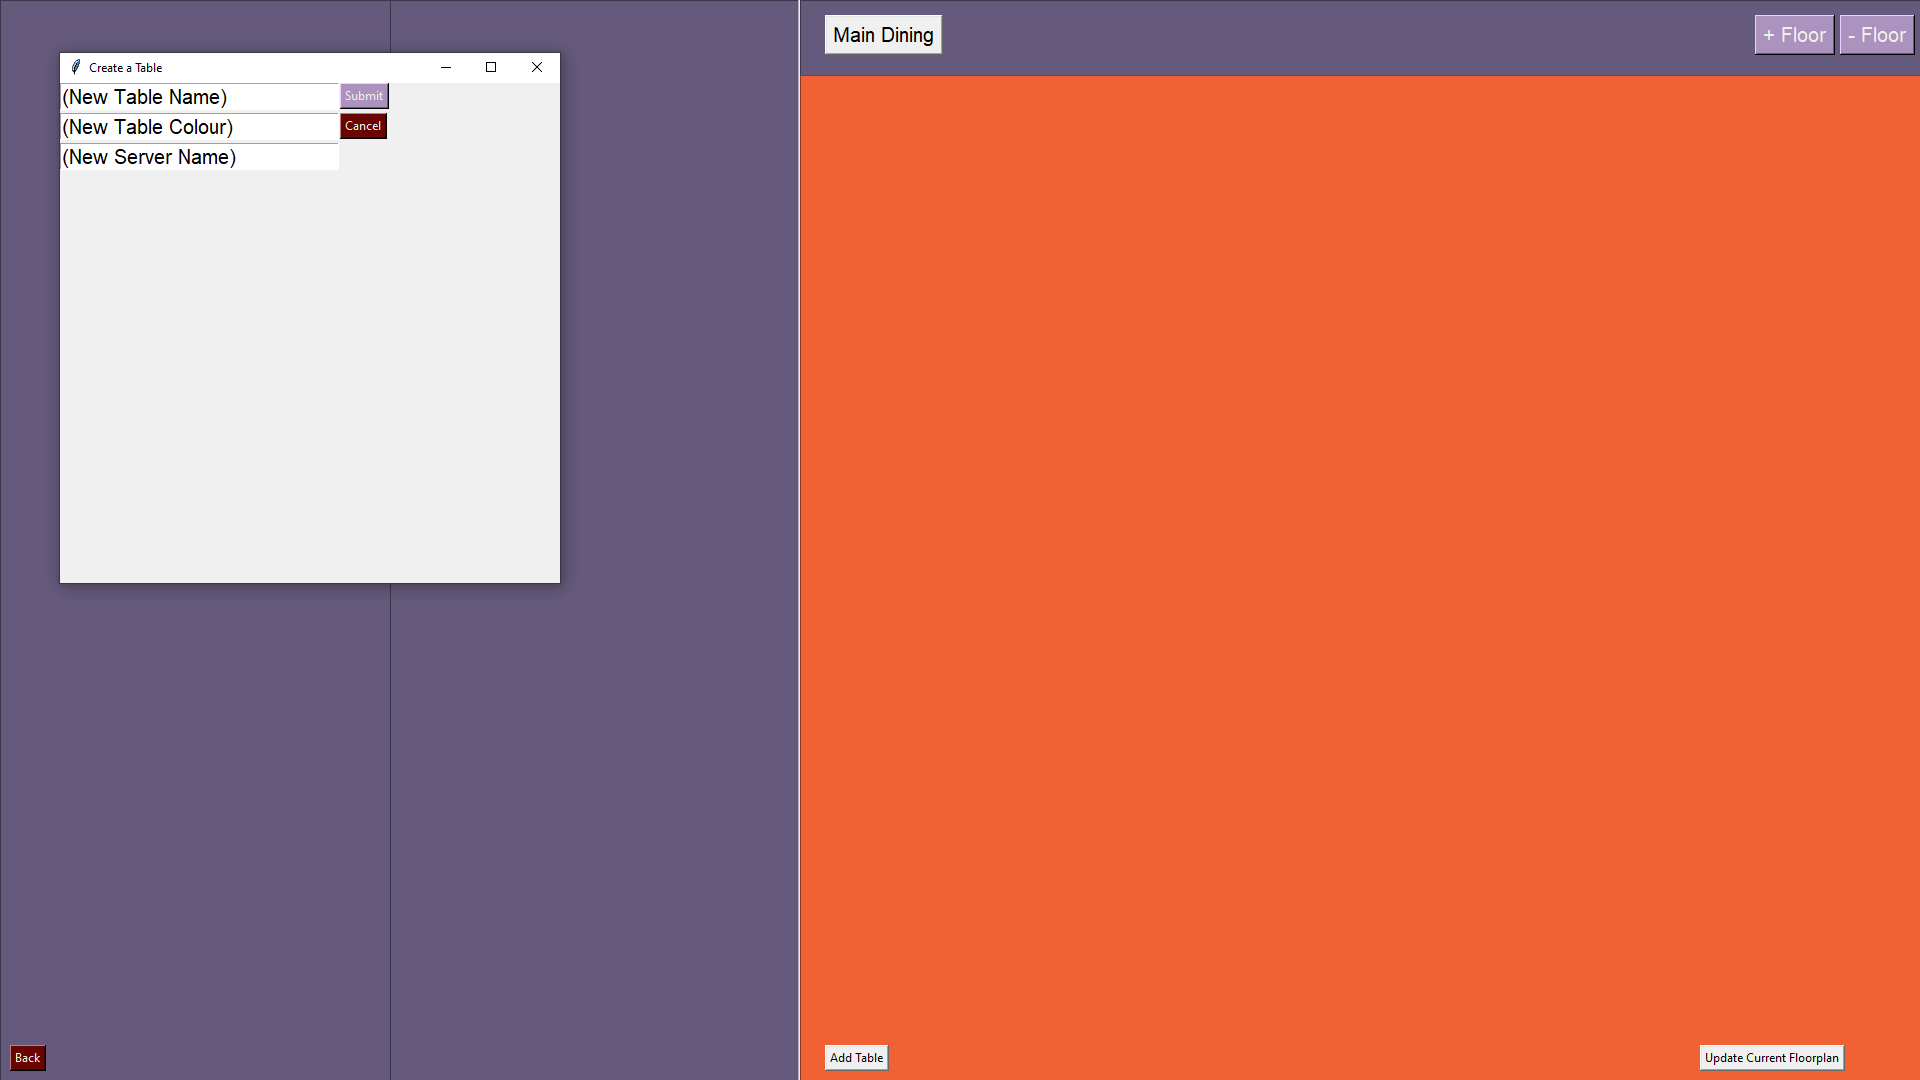 Create a Table
(New Table Name)
Submit
(New Table Colour)
Cancel
(New Server Name)
Main Dining
+ Floor
- Floor
Back
Add Table
Update Current Floorplan